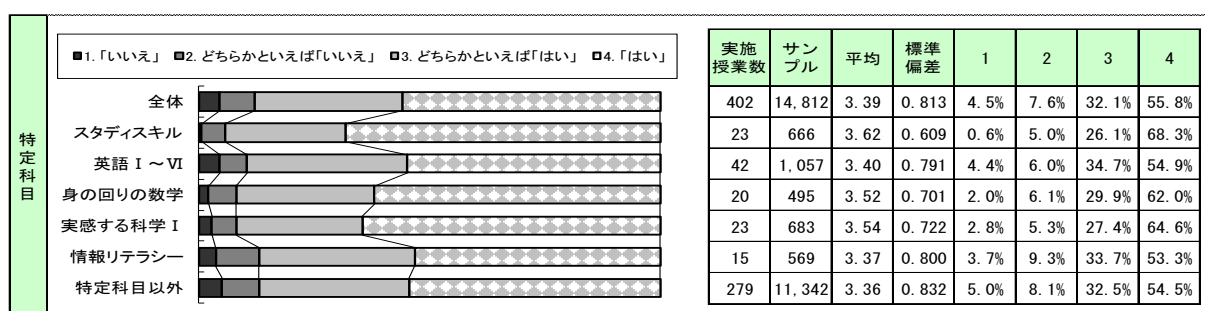 特定科目
■1.「いいえ」 ■2.どちらかといえば「いいえ」 ■3.どちらかといえば「はい」 □4.「はい」
全体
スタディスキル
英語Ⅰ～Ⅵ
身の回りの数学
実感する科学Ⅰ
情報リテラシー
特定科目以外
実施授業数 サンプル 平均 標準偏差 1 2 3 4
402 14,812 3.39 0.813 4.5% 7.6% 32.1% 55.8%
23 666 3.62 0.609 0.6% 5.0% 26.1% 68.3%
42 1,057 3.40 0.791 4.4% 6.0% 34.7% 54.9%
20 495 3.52 0.701 2.0% 6.1% 29.9% 62.0%
23 683 3.54 0.722 2.8% 5.3% 27.4% 64.6%
15 569 3.37 0.800 3.7% 9.3% 33.7% 53.3%
279 11,342 3.36 0.832 5.0% 8.1% 32.5% 54.5%